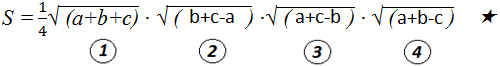 S = 1/4 √(a+b+c) · √( b+c-a ) · √( a+c-b ) · √(a+b-c) ★
1 2 3 4